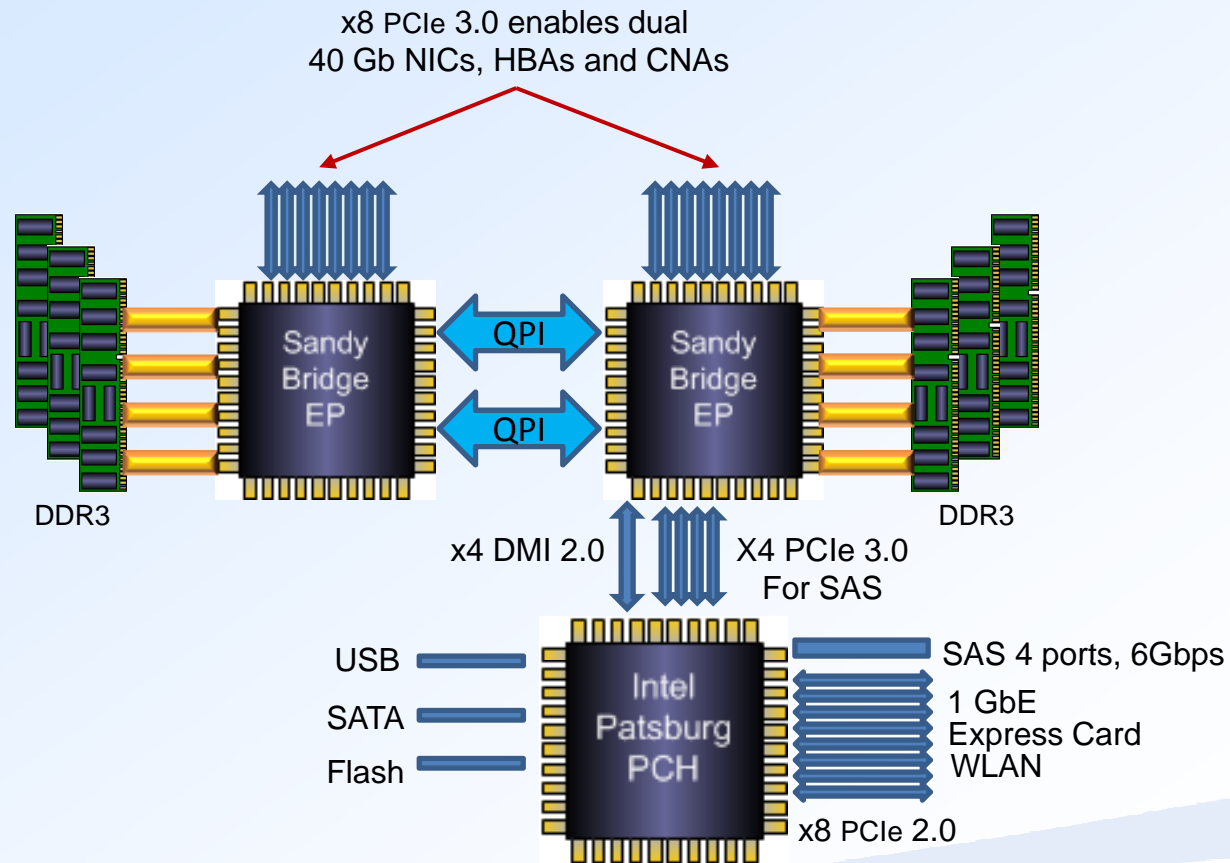 x8 PCIe 3.0 enables dual
40 Gb NICs, HBAs and CNAs
Sandy
Bridge
EP
QPI
QPI
Sandy
Bridge
EP
DDR3
DDR3
x4 DMI 2.0
X4 PCIe 3.0
For SAS
USB
SATA
Flash
Intel
Patsburg
PCH
SAS 4 ports, 6Gbps
1 GbE
Express Card
WLAN
x8 PCIe 2.0